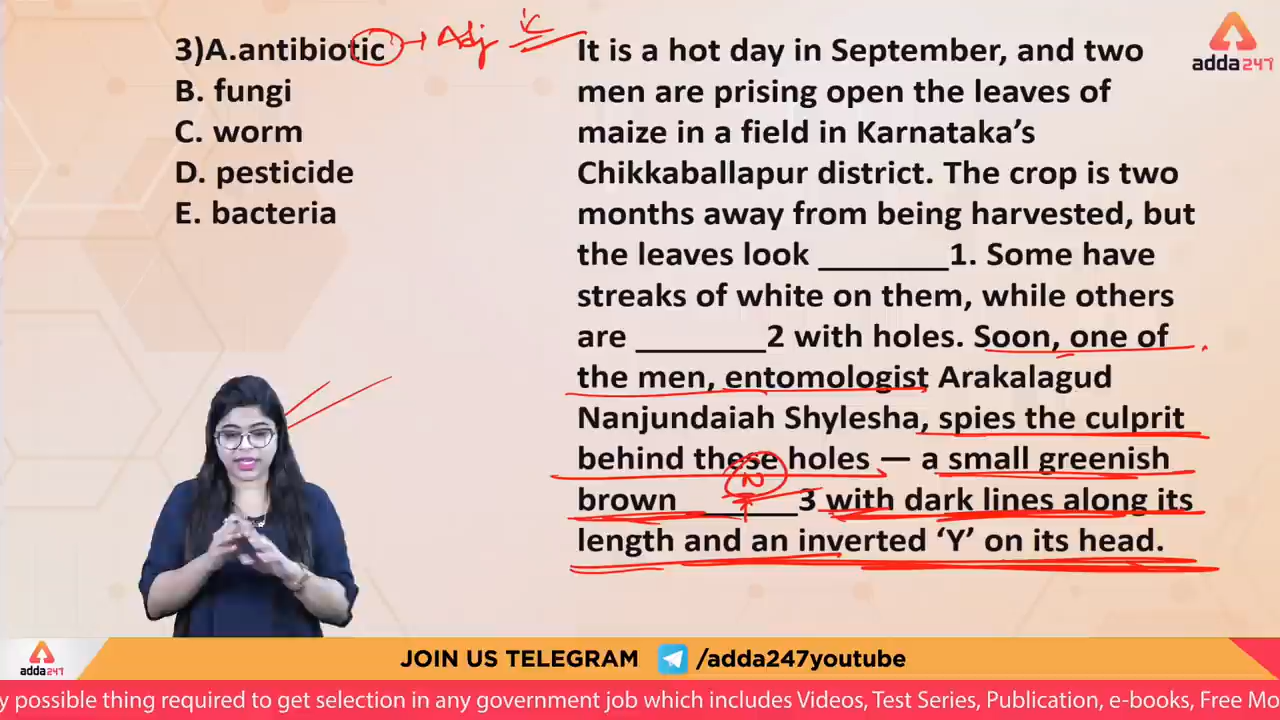 3)A.antibiotic → Adj ic
B. fungi
C. worm
D. pesticide
E. bacteria
It is a hot day in September, and two
men are prising open the leaves of
maize in a field in Karnataka’s
Chikkaballapur district. The crop is two
months away from being harvested, but
the leaves look ________1. Some have
streaks of white on them, while others
are ________2 with holes. Soon, one of
the men, entomologist Arakalagud
Nanjundaiah Shylesha, spies the culprit
behind these holes — a small greenish
N
brown ______3 with dark lines along its
length and an inverted ‘Y’ on its head.
adda247
adda247
JOIN US TELEGRAM /adda247youtube
y possible thing required to get selection in any government job which includes Videos, Test Series, Publication, e-books, Free Mo